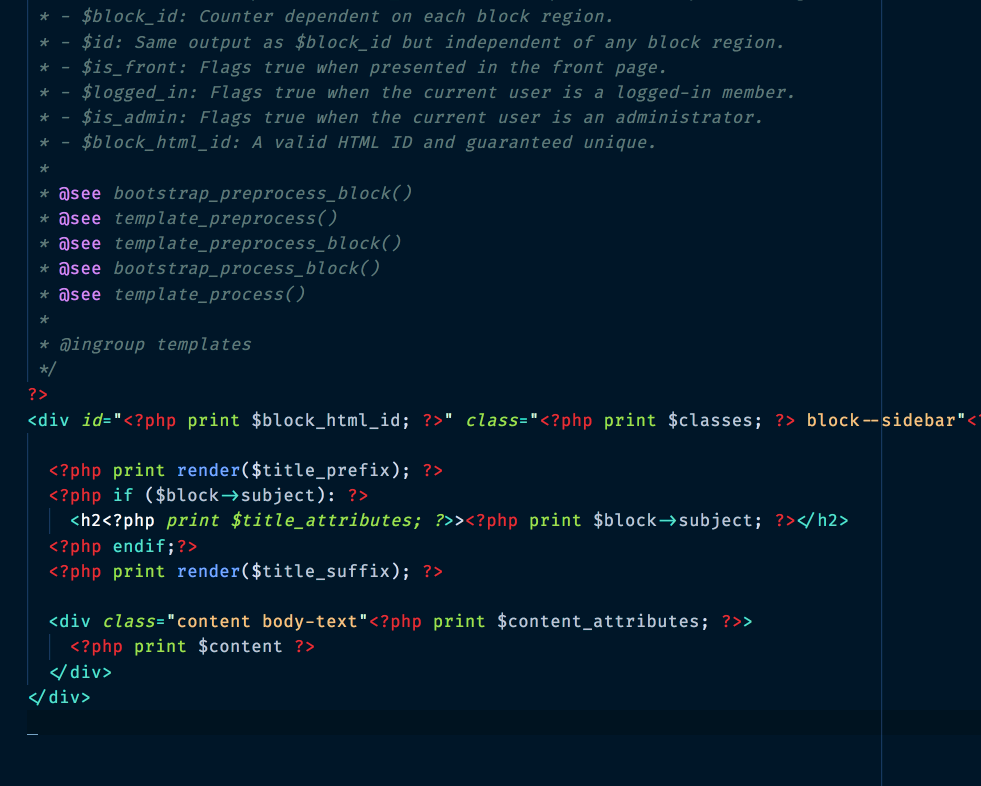 * - $block_id: Counter dependent on each block region.
* - $id: Same output as $block_id but independent of any block region.
* - $is_front: Flags true when presented in the front page.
* - $logged_in: Flags true when the current user is a logged-in member.
* - $is_admin: Flags true when the current user is an administrator.
* - $block_html_id: A valid HTML ID and guaranteed unique.
*
* @see bootstrap_preprocess_block()
* @see template_preprocess()
* @see template_preprocess_block()
* @see bootstrap_process_block()
* @see template_process()
*
* @ingroup templates
*/
?>
<div id="<?php print $block_html_id; ?>" class="<?php print $classes; ?> block--sidebar"<?
<?php print render($title_prefix); ?>
<?php if ($block->subject): ?>
<h2<?php print $title_attributes; ?>><?php print $block->subject; ?></h2>
<?php endif;?>
<?php print render($title_suffix); ?>
<div class="content body-text"<?php print $content_attributes; ?>>
<?php print $content ?>
</div>
</div>